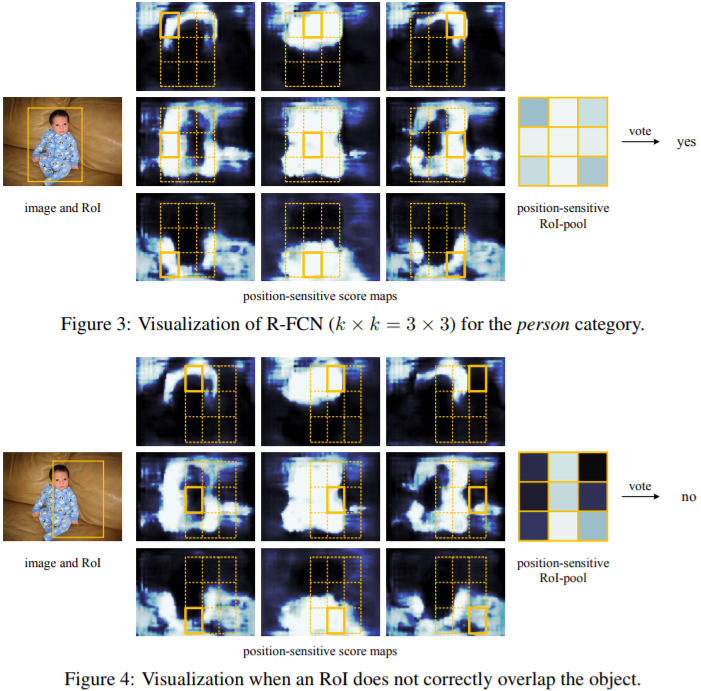 image and RoI
position-sensitive score maps
position-sensitive
RoI-pool
vote
yes
Figure 3: Visualization of R-FCN (k × k = 3 × 3) for the person category.
image and RoI
position-sensitive score maps
position-sensitive
RoI-pool
vote
no
Figure 4: Visualization when an RoI does not correctly overlap the object.